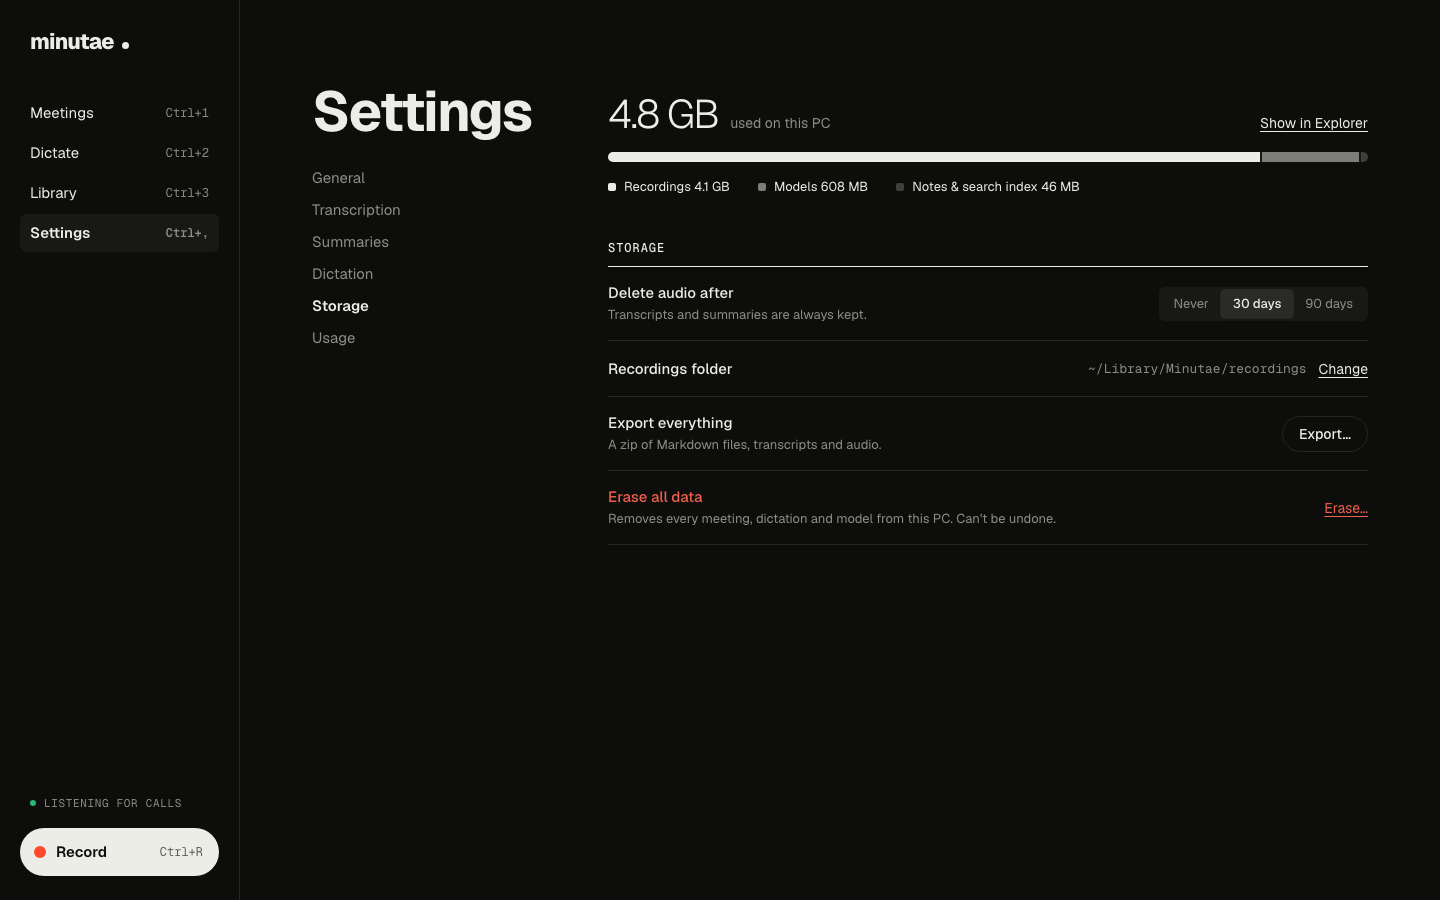 minutae
Meetings Ctrl+1
Dictate Ctrl+2
Library Ctrl+3
Settings Ctrl+,
LISTENING FOR CALLS
Record Ctrl+R
Settings
General
Transcription
Summaries
Dictation
Storage
Usage
4.8 GB used on this PC Show in Explorer
Recordings 4.1 GB Models 608 MB Notes & search index 46 MB
STORAGE
Delete audio after
Transcripts and summaries are always kept.
Never 30 days 90 days
Recordings folder ~/Library/Minutae/recordings Change
Export everything
A zip of Markdown files, transcripts and audio.
Export…
Erase all data
Removes every meeting, dictation and model from this PC. Can't be undone.
Erase…